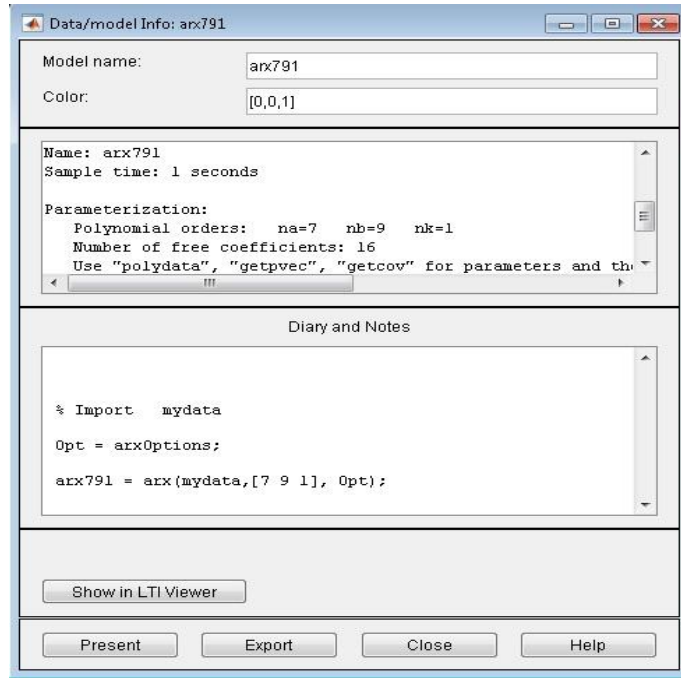 Data/model Info: arx791
Model name:
arx791
Color:
[0,0,1]
Name: arx791
Sample time: 1 seconds
Parameterization:
Polynomial orders: na=7 nb=9 nk=1
Number of free coefficients: 16
Use "polydata", "getpvec", "getcov" for parameters and the
Diary and Notes
% Import mydata
Opt = arxOptions;
arx791 = arx(mydata,[7 9 1], Opt);
Show in LTI Viewer
Present Export Close Help